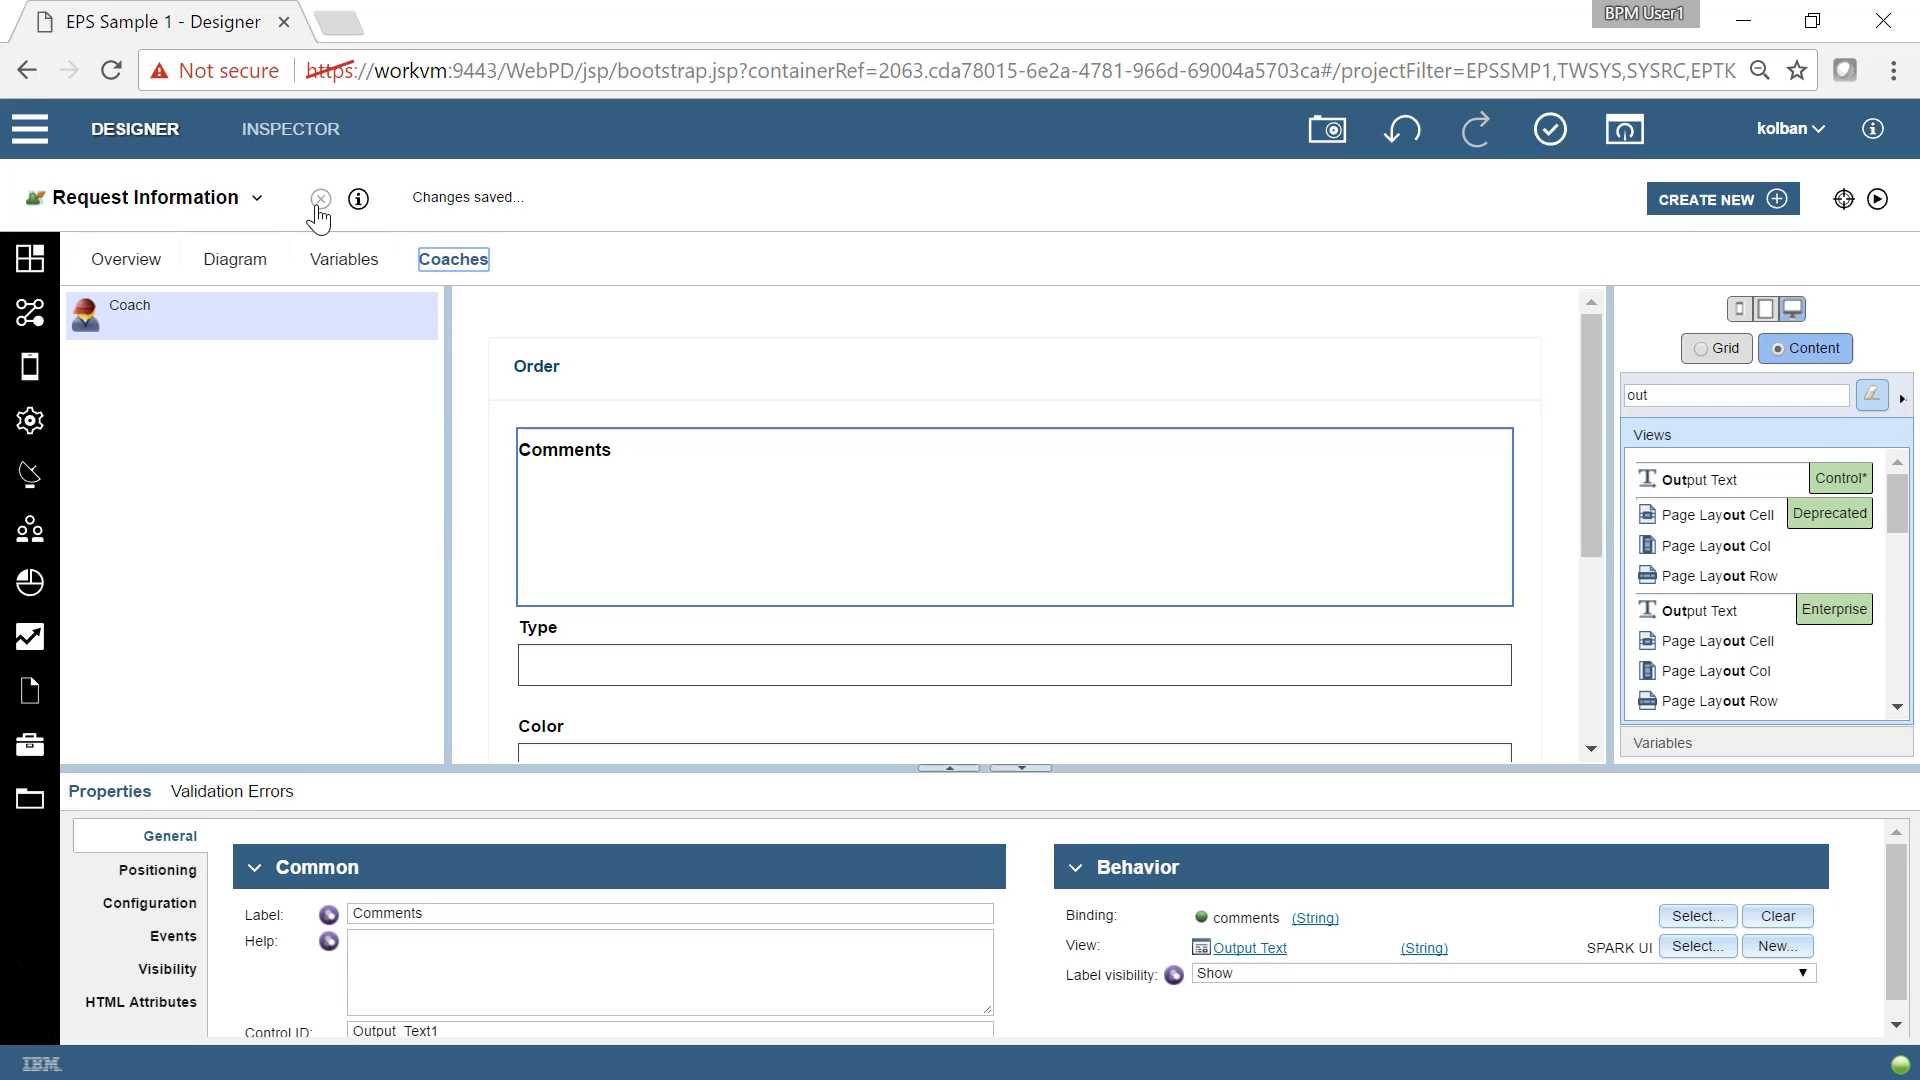 EPS Sample 1 - Designer
BPM User1
Not secure
https://workvm:9443/WebPD/jsp/bootstrap.jsp?containerRef=2063.cda78015-6e2a-4781-966d-69004a5703ca#/projectFilter=EPSSMP1,TWSYS,SYSRC,EPTK
DESIGNER
INSPECTOR
kolban
Request Information
Changes saved...
CREATE NEW
Overview
Diagram
Variables
Coaches
Coach
Order
Comments
Type
Color
Grid
Content
out
Views
Output Text
Control*
Page Layout Cell
Deprecated
Page Layout Col
Page Layout Row
Output Text
Enterprise
Page Layout Cell
Page Layout Col
Page Layout Row
Variables
Properties
Validation Errors
General
Positioning
Configuration
Events
Visibility
HTML Attributes
Common
Label:
Comments
Help:
Control ID:
Output_Text1
Behavior
Binding:
comments (String)
Select...
Clear
View:
Output Text
(String)
SPARK UI
Select...
New...
Label visibility:
Show
IBM